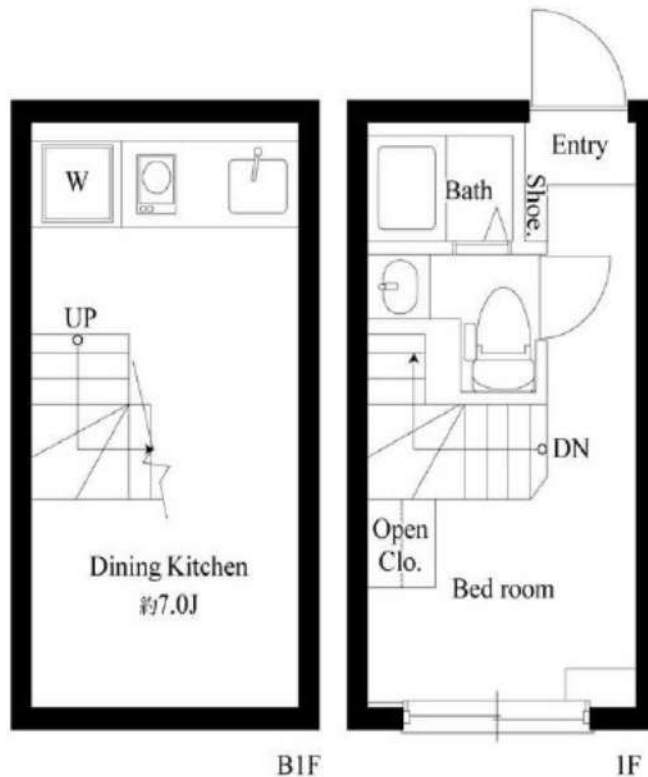 W
UP
Dining Kitchen
約7.0J
B1F
Entry
Bath
Shoe.
DN
Open
Clo.
Bed room
1F